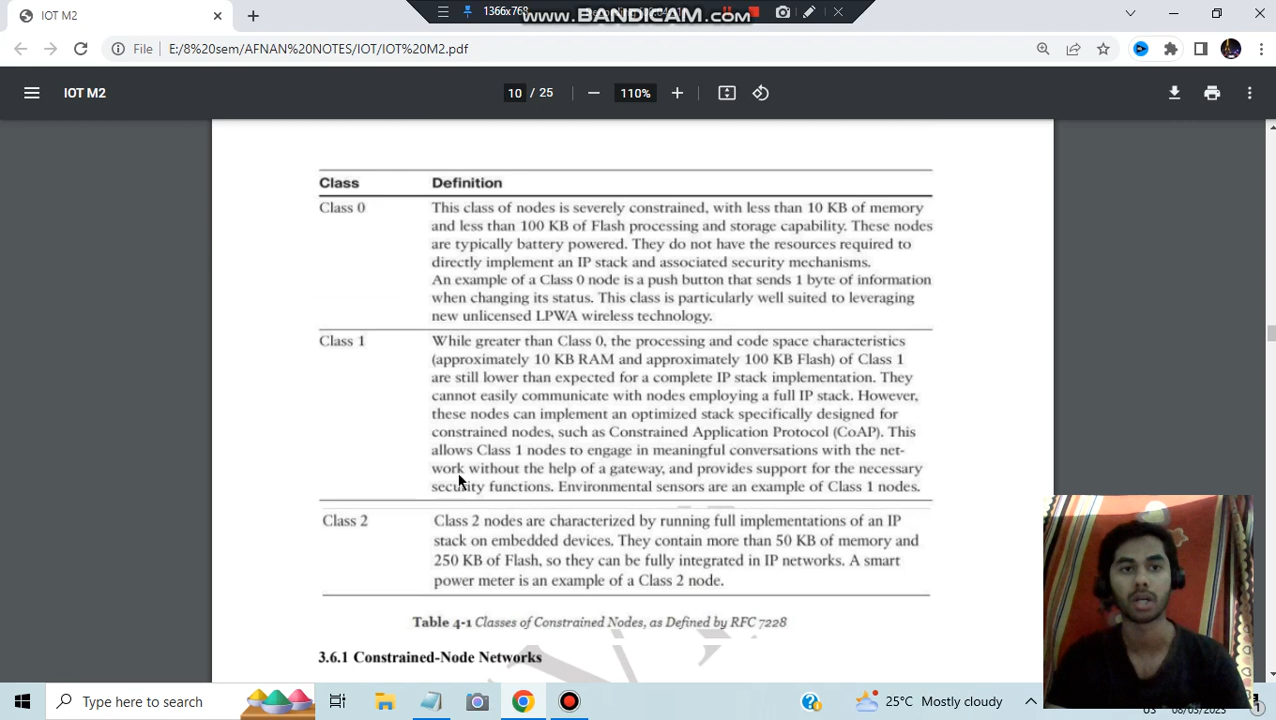 IOT M2
1366x768
www.BANDICAM.com
File E:/8%20sem/AFNAN%20NOTES/IOT/IOT%20M2.pdf
IOT M2
10 / 25
110%
Class Definition
Class 0 This class of nodes is severely constrained, with less than 10 KB of memory
and less than 100 KB of Flash processing and storage capability. These nodes
are typically battery powered. They do not have the resources required to
directly implement an IP stack and associated security mechanisms.
An example of a Class 0 node is a push button that sends 1 byte of information
when changing its status. This class is particularly well suited to leveraging
new unlicensed LPWA wireless technology.
Class 1 While greater than Class 0, the processing and code space characteristics
(approximately 10 KB RAM and approximately 100 KB Flash) of Class 1
are still lower than expected for a complete IP stack implementation. They
cannot easily communicate with nodes employing a full IP stack. However,
these nodes can implement an optimized stack specifically designed for
constrained nodes, such as Constrained Application Protocol (CoAP). This
allows Class 1 nodes to engage in meaningful conversations with the net-
work without the help of a gateway, and provides support for the necessary
security functions. Environmental sensors are an example of Class 1 nodes.
Class 2 Class 2 nodes are characterized by running full implementations of an IP
stack on embedded devices. They contain more than 50 KB of memory and
250 KB of Flash, so they can be fully integrated in IP networks. A smart
power meter is an example of a Class 2 node.
Table 4-1 Classes of Constrained Nodes, as Defined by RFC 7228
3.6.1 Constrained-Node Networks
Type here to search
25°C Mostly cloudy
08/03/2023